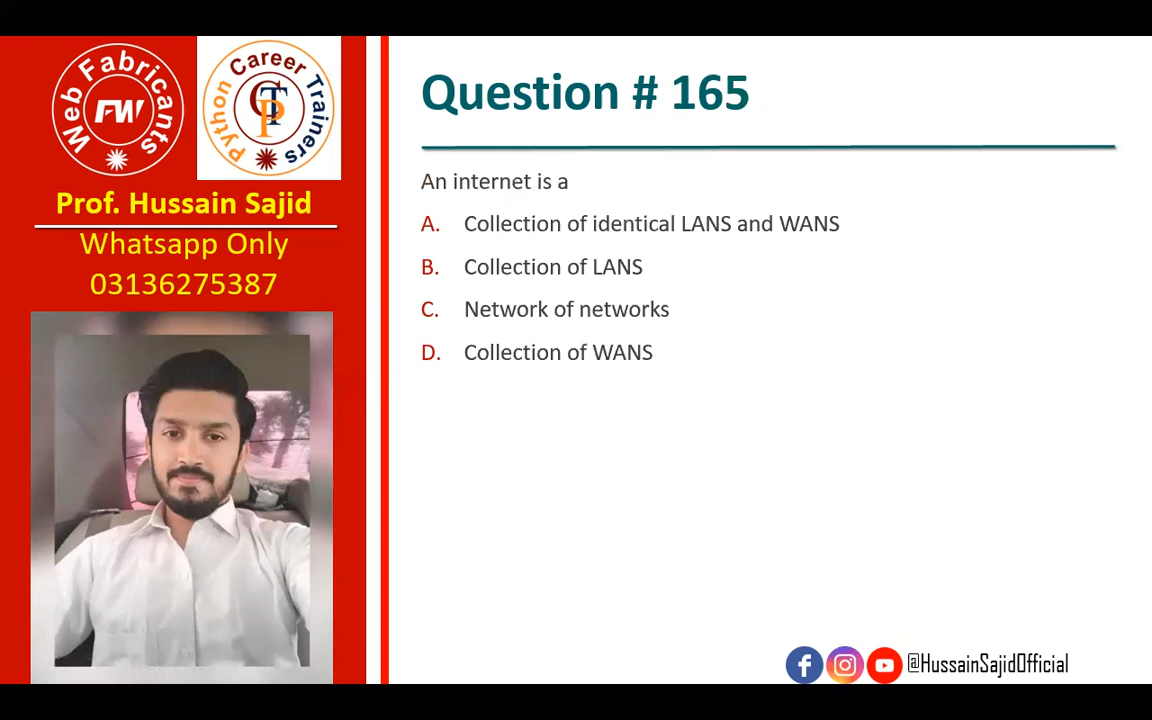 Web Fabricants
FW
Python Career Trainers
CTP
Prof. Hussain Sajid
Whatsapp Only
03136275387
Question # 165
An internet is a
A. Collection of identical LANS and WANS
B. Collection of LANS
C. Network of networks
D. Collection of WANS
@HussainSajidOfficial